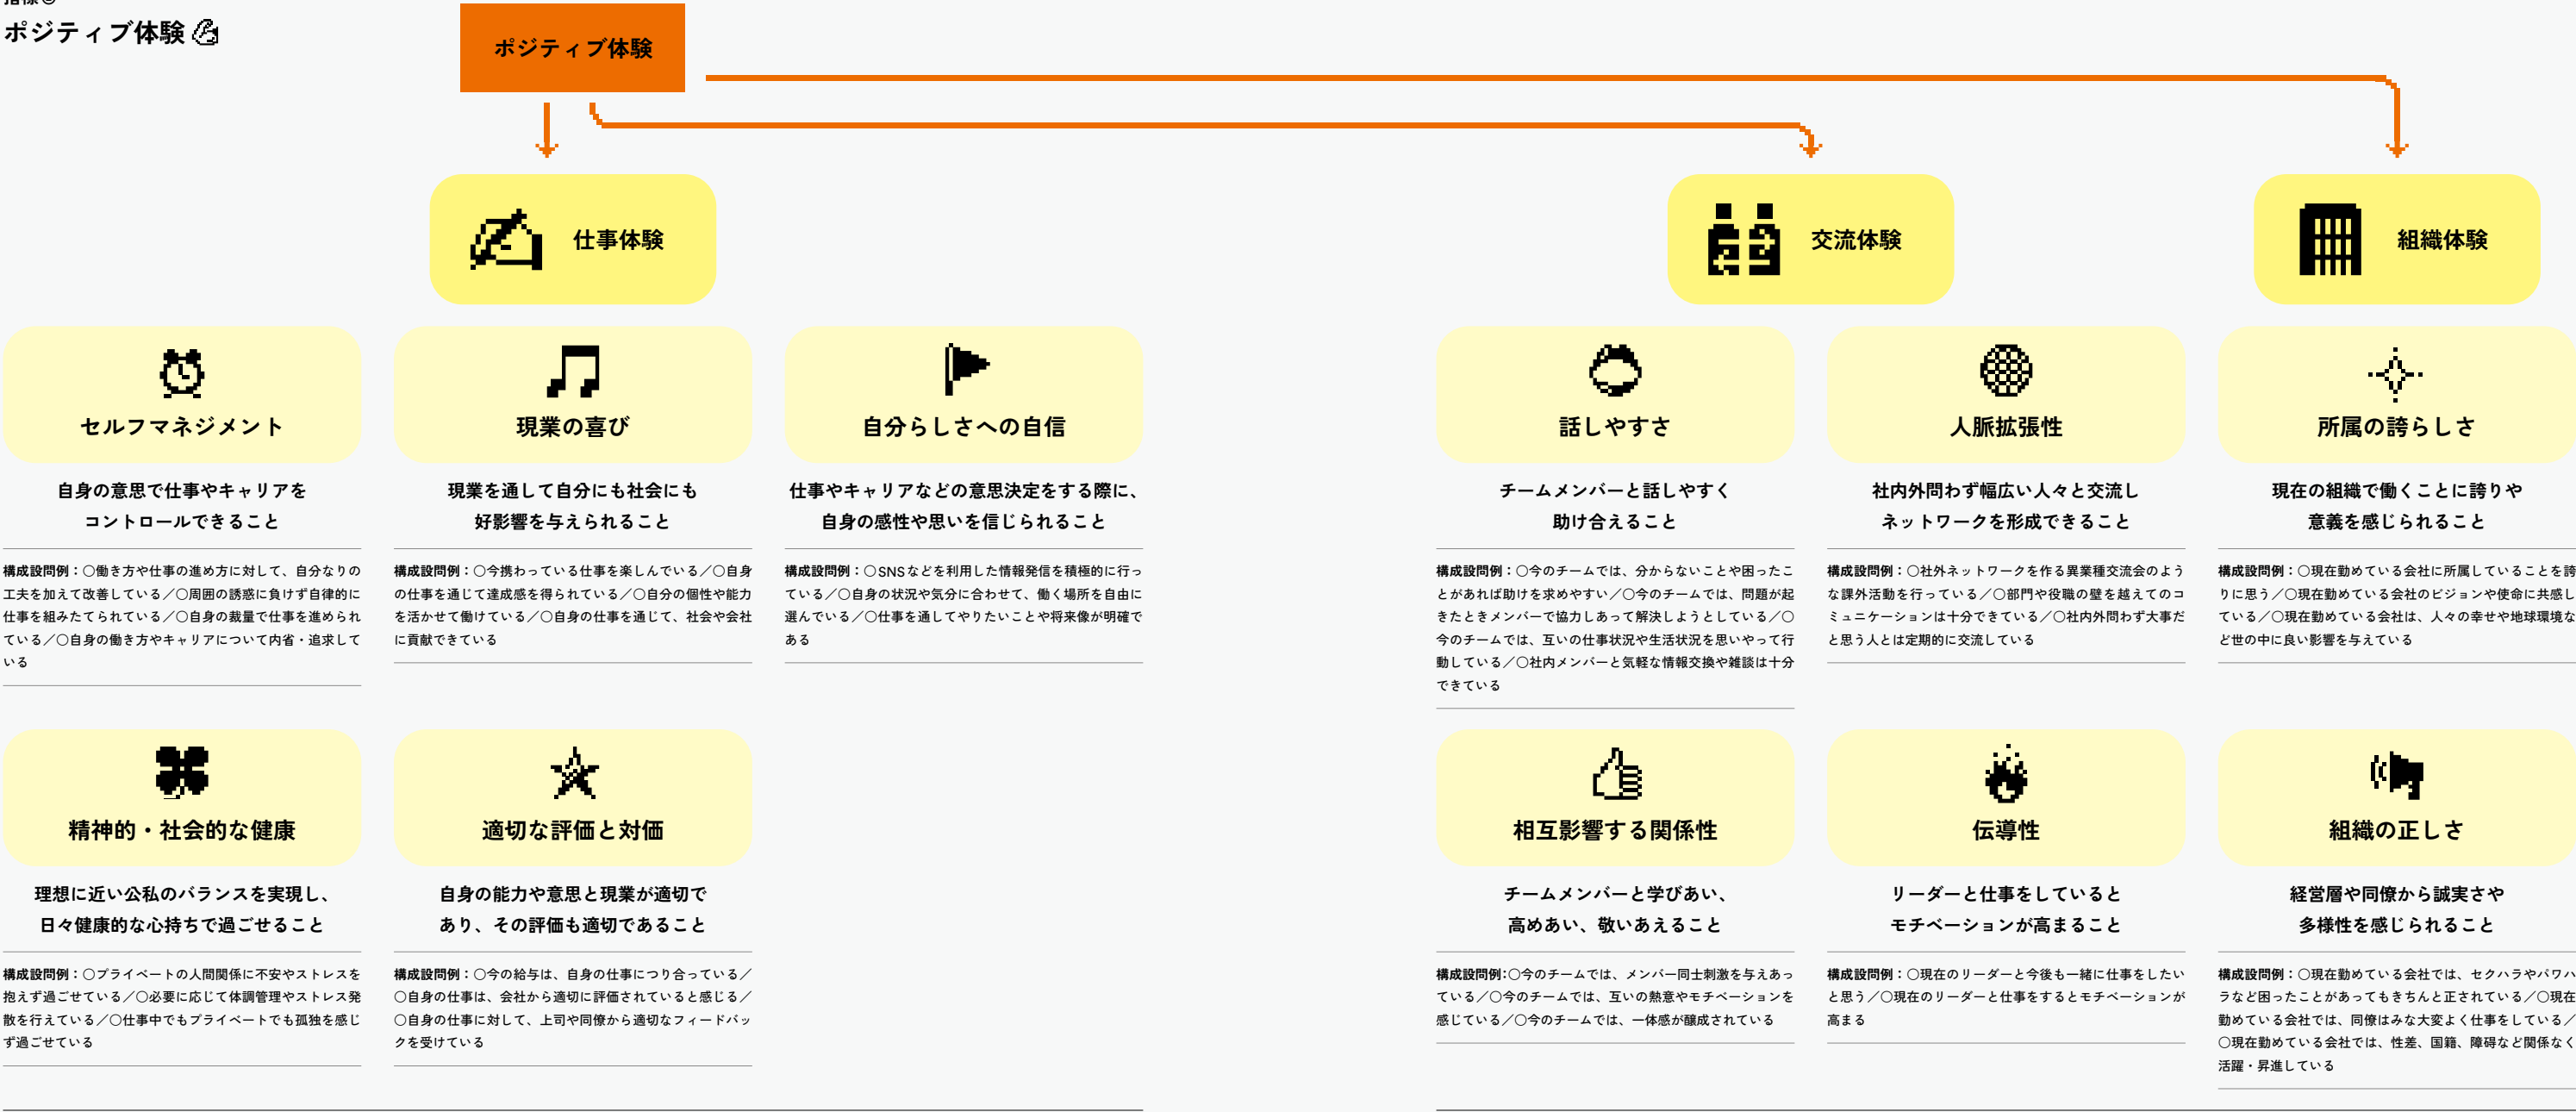 ポジティブ体験
ポジティブ体験
仕事体験
交流体験
組織体験
セルフマネジメント
自身の意思で仕事やキャリアを
コントロールできること
構成設問例：〇働き方や仕事の進め方に対して、自分なりの
工夫を加えて改善している／〇周囲の誘惑に負けず自律的に
仕事を組みたてられている／〇自身の裁量で仕事を進められ
ている／〇自身の働き方やキャリアについて内省・追求して
いる
現業の喜び
現業を通して自分にも社会にも
好影響を与えられること
構成設問例：〇今携わっている仕事を楽しんでいる／〇自身
の仕事を通じて達成感を得られている／〇自分の個性や能力
を活かせて働けている／〇自身の仕事を通じて、社会や会社
に貢献できている
自分らしさへの自信
仕事やキャリアなどの意思決定をする際に、
自身の感性や思いを信じられること
構成設問例：〇SNSなどを利用した情報発信を積極的に行っ
ている／〇自身の状況や気分に合わせて、働く場所を自由に
選んでいる／〇仕事を通してやりたいことや将来像が明確で
ある
話しやすさ
チームメンバーと話しやすく
助け合えること
構成設問例：〇今のチームでは、分からないことや困ったこ
とがあれば助けを求めやすい／〇今のチームでは、問題が起
きたときメンバーで協力しあって解決しようとしている／〇
今のチームでは、互いの仕事状況や生活状況を思いやって行
動している／〇社内メンバーと気軽な情報交換や雑談は十分
できている
人脈拡張性
社内外問わず幅広い人々と交流し
ネットワークを形成できること
構成設問例：〇社外ネットワークを作る異業種交流会のよう
な課外活動を行っている／〇部門や役職の壁を越えてのコ
ミュニケーションは十分できている／〇社内外問わず大事だ
と思う人とは定期的に交流している
所属の誇らしさ
現在の組織で働くことに誇りや
意義を感じられること
構成設問例：〇現在勤めている会社に所属していることを誇
りに思う／〇現在勤めている会社のビジョンや使命に共感し
ている／〇現在勤めている会社は、人々の幸せや地球環境な
ど世の中に良い影響を与えている
精神的・社会的な健康
理想に近い公私のバランスを実現し、
日々健康的な心持ちで過ごせること
構成設問例：〇プライベートの人間関係に不安やストレスを
抱えず過ごせている／〇必要に応じて体調管理やストレス発
散を行えている／〇仕事中でもプライベートでも孤独を感じ
ず過ごせている
適切な評価と対価
自身の能力や意思と現業が適切で
あり、その評価も適切であること
構成設問例：〇今の給与は、自身の仕事につり合っている／
〇自身の仕事は、会社から適切に評価されていると感じる／
〇自身の仕事に対して、上司や同僚から適切なフィードバッ
クを受けている
相互影響する関係性
チームメンバーと学びあい、
高めあい、敬いあえること
構成設問例：〇今のチームでは、メンバー同士刺激を与えあっ
ている／〇今のチームでは、互いの熱意やモチベーションを
感じている／〇今のチームでは、一体感が醸成されている
伝導性
リーダーと仕事をしていると
モチベーションが高まること
構成設問例：〇現在のリーダーと今後も一緒に仕事をしたい
と思う／〇現在のリーダーと仕事をするとモチベーションが
高まる
組織の正しさ
経営層や同僚から誠実さや
多様性を感じられること
構成設問例：〇現在勤めている会社では、セクハラやパワハ
ラなど困ったことがあってもきちんと正されている／〇現在
勤めている会社では、同僚はみな大変よく仕事をしている／
〇現在勤めている会社では、性差、国籍、障碍など関係なく
活躍・昇進している